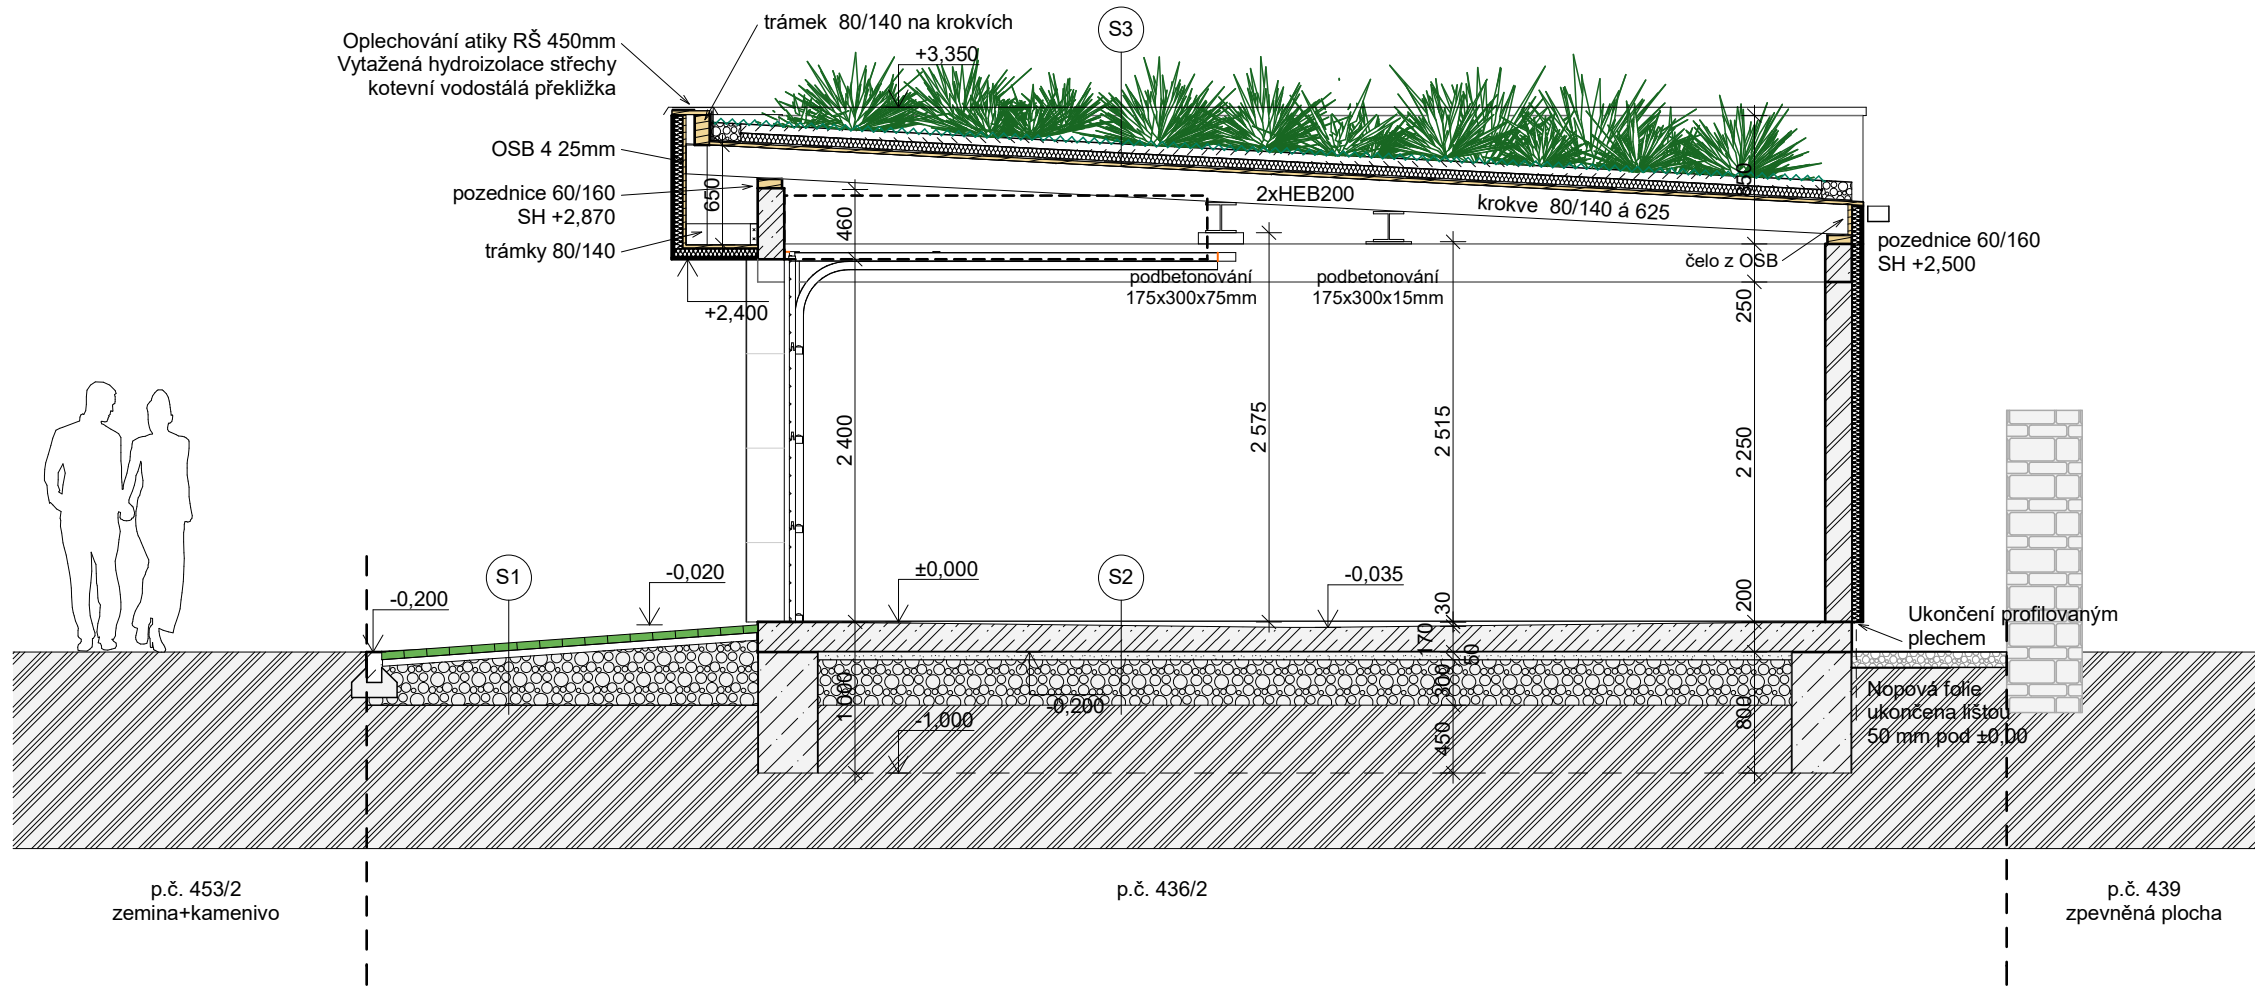 trámek 80/140 na krokvích
Oplechování atiky RŠ 450mm
Vytažená hydroizolace střechy
kotevní vodostálá překližka
S3
+3,350
OSB 4 25mm
pozednice 60/160
SH +2,870
trámky 80/140
650
460
2xHEB200
krokve 80/140 á 625
350
pozednice 60/160
SH +2,500
čelo z OSB
podbetonování
175x300x75mm
podbetonování
175x300x15mm
+2,400
250
2 400
2 575
2 515
2 250
S1
-0,020
±0,000
S2
-0,035
-0,200
30
200
Ukončení profilovaným
plechem
170
50
300
-0,200
1 000
-1,000
450
800
Nopová folie
ukončena lištou
50 mm pod ±0,00
p.č. 453/2
zemina+kamenivo
p.č. 436/2
p.č. 439
zpevněná plocha